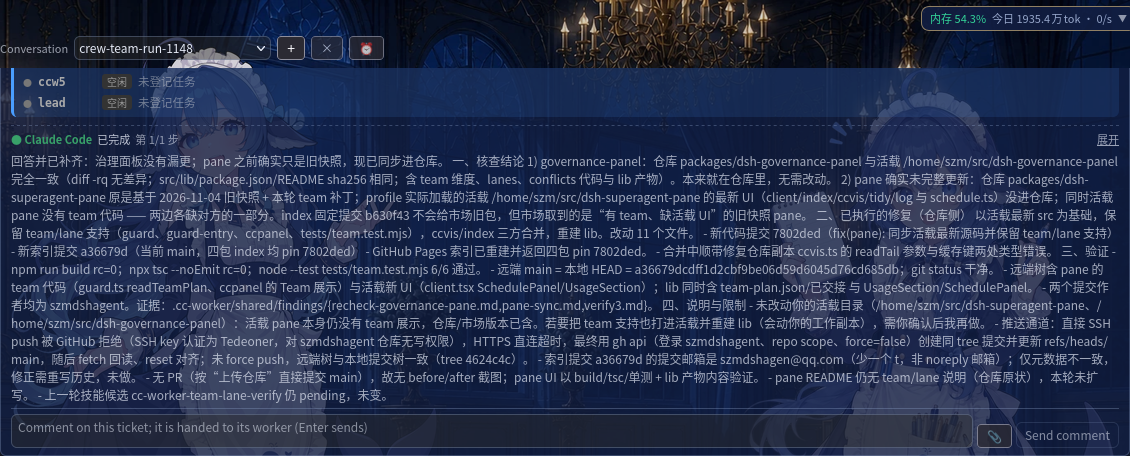 内存 54.3% 今日 1935.4万 tok · 0/s ▼
Conversation crew-team-run-1148 + × ⏰
ccw5 空闲 未登记任务
lead 空闲 未登记任务
Claude Code 已完成 第 1/1 步 展开
回答并已补齐：治理面板没有漏更；pane 之前确实只是旧快照，现已同步进仓库。 一、核查结论 1) governance-panel：仓库 packages/dsh-governance-panel 与活载 /home/szm/src/dsh-governance-panel
完全一致（diff -rq 无差异；src/lib/package.json/README sha256 相同；含 team 维度、lanes、conflicts 代码与 lib 产物）。本来就在仓库里，无需改动。 2) pane 确实未完整更新：仓库 packages/dsh-
superagent-pane 原是基于 2026-11-04 旧快照 + 本轮 team 补丁；profile 实际加载的活载 /home/szm/src/dsh-superagent-pane 的最新 UI（client/index/ccvis/tidy/log 与 schedule.ts）没进仓库；同时活载
pane 没有 team 代码 —— 两边各缺对方的一部分。index 固定提交 b630f43 不会给市场旧包，但市场取到的是“有 team、缺活载 UI”的旧快照 pane。 二、已执行的修复（仓库侧） 以活载最新 src 为基础，保
留 team/lane 支持（guard、guard-entry、ccpanel、tests/team.test.mjs），ccvis/index 三方合并，重建 lib。改动 11 个文件。 - 新代码提交 7802ded（fix(pane): 同步活载最新源码并保留 team/lane 支持）
- 新索引提交 a36679d（当前 main，四包 index 均 pin 7802ded） - GitHub Pages 索引已重建并返回四包 pin 7802ded。 - 合并中顺带修复仓库副本 ccvis.ts 的 readTail 参数与缓存键两处类型错误。 三、验证 -
npm run build rc=0；npx tsc --noEmit rc=0；node --test tests/team.test.mjs 6/6 通过。 - 远端 main = 本地 HEAD = a36679dcdff1d2cbf9be06d59d6045d76cd685db；git status 干净。 - 远端树含 pane 的
team 代码（guard.ts readTeamPlan、ccpanel 的 Team 展示）与活载新 UI（client.tsx SchedulePanel/UsageSection）；lib 同时含 team-plan.json/已交接 与 UsageSection/SchedulePanel。 - 两个提交作
者均为 szmdshagent。证据：.cc-worker/shared/findings/{recheck-governance-pane.md,pane-sync.md,verify3.md}。 四、说明与限制 - 未改动你的活载目录（/home/szm/src/dsh-superagent-pane、/
home/szm/src/dsh-governance-panel）：活载 pane 本身仍没有 team 展示，仓库/市场版本已含。若要把 team 支持也打进活载并重建 lib（会动你的工作副本），需你确认后我再做。 - 推送通道：直接 SSH
push 被 GitHub 拒绝（SSH key 认证为 Tedeoner，对 szmdshagent 仓库无写权限），HTTPS 直连超时，最终用 gh api（登录 szmdshagent、repo scope、force=false）创建同 tree 提交并更新 refs/heads/
main，随后 fetch 回读、reset 对齐；未 force push，远端树与本地提交树一致（tree 4624c4c）。 - 索引提交 a36679d 的提交邮箱是 szmdshagen@qq.com（少一个 t，非 noreply 邮箱）；仅元数据不一致，
修正需重写历史，未做。 - 无 PR（按“上传仓库”直接提交 main），故无 before/after 截图；pane UI 以 build/tsc/单测 + lib 产物内容验证。 - pane README 仍无 team/lane 说明（仓库原状），本轮未扩
写。 - 上一轮技能候选 cc-worker-team-lane-verify 仍 pending，未变。
Comment on this ticket; it is handed to its worker (Enter sends)
Send comment